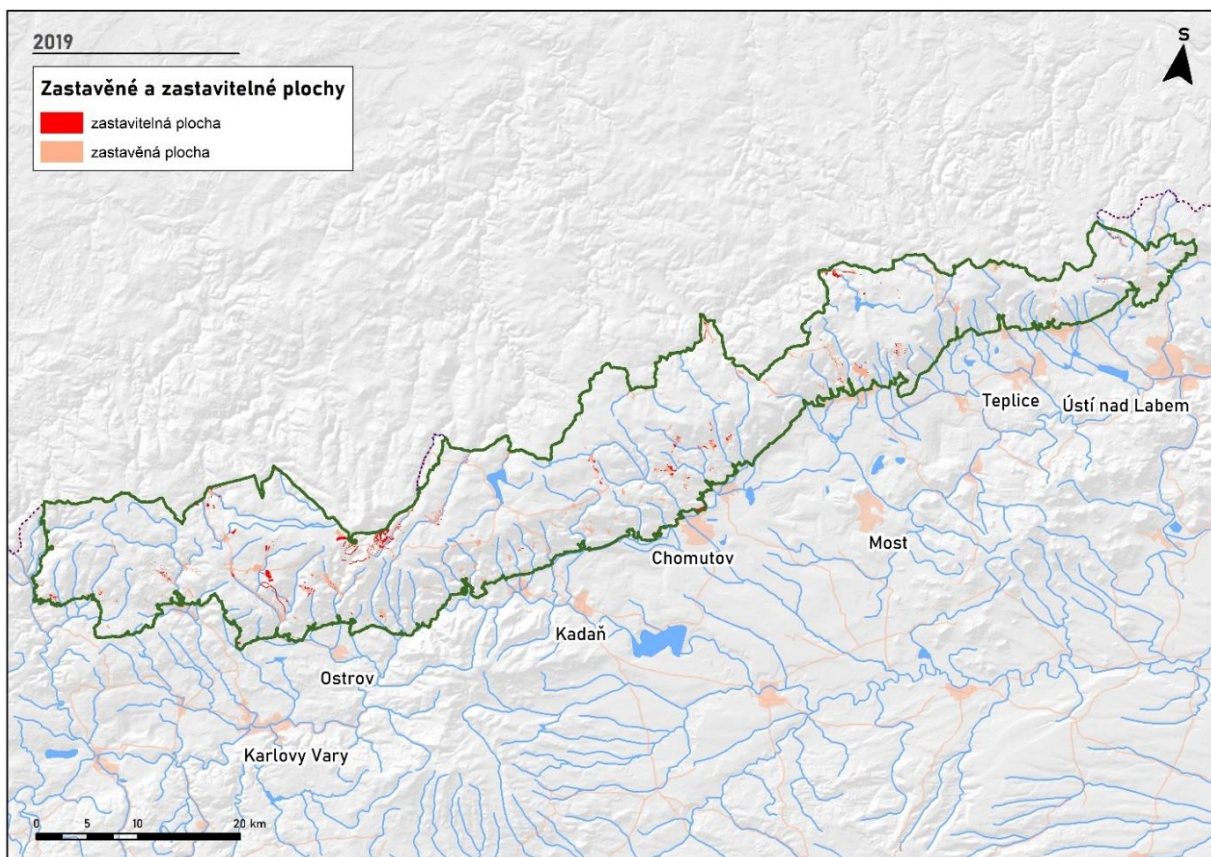 2019
S
Zastavěné a zastavitelné plochy
zastavitelná plocha
zastavěná plocha
Teplice
Ústí nad Labem
Most
Chomutov
Kadaň
Ostrov
Karlovy Vary
0 5 10 20 km